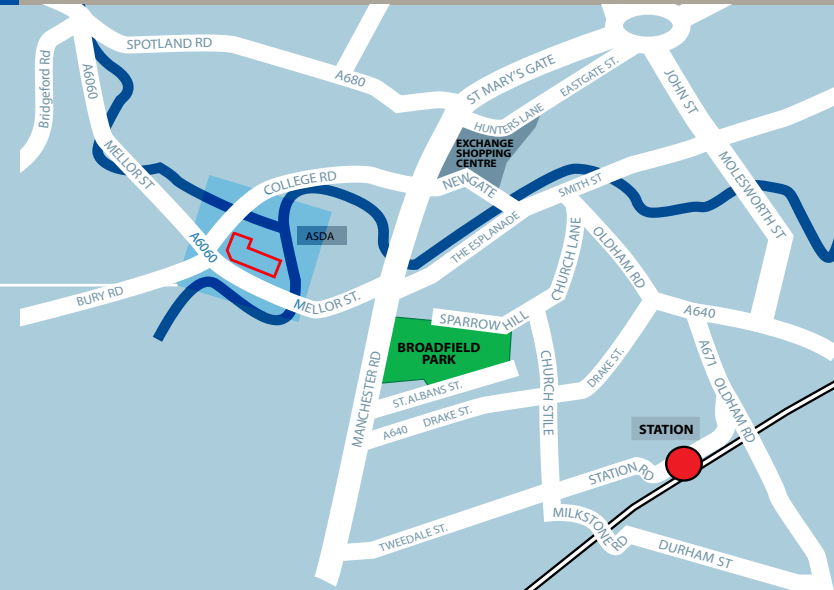 SPOTLAND RD
Bridgeford Rd
A6060
A680
ST MARY'S GATE
EASTGATE ST.
HUNTERS LANE
JOHN ST
EXCHANGE
SHOPPING
CENTRE
MELLOR ST
COLLEGE RD
NEWGATE
SMITH ST
MOLESWORTH ST
A6060
ASDA
THE ESPLANADE
CHURCH LANE
OLDHAM RD
BURY RD
MELLOR ST.
SPARROW HILL
A640
BROADFIELD
PARK
MANCHESTER RD
ST. ALBANS ST.
A640
DRAKE ST.
CHURCH STILE
DRAKE ST.
A671
OLDHAM RD
STATION
STATION RD
TWEEDALE ST.
MILKSTONE RD
DURHAM ST